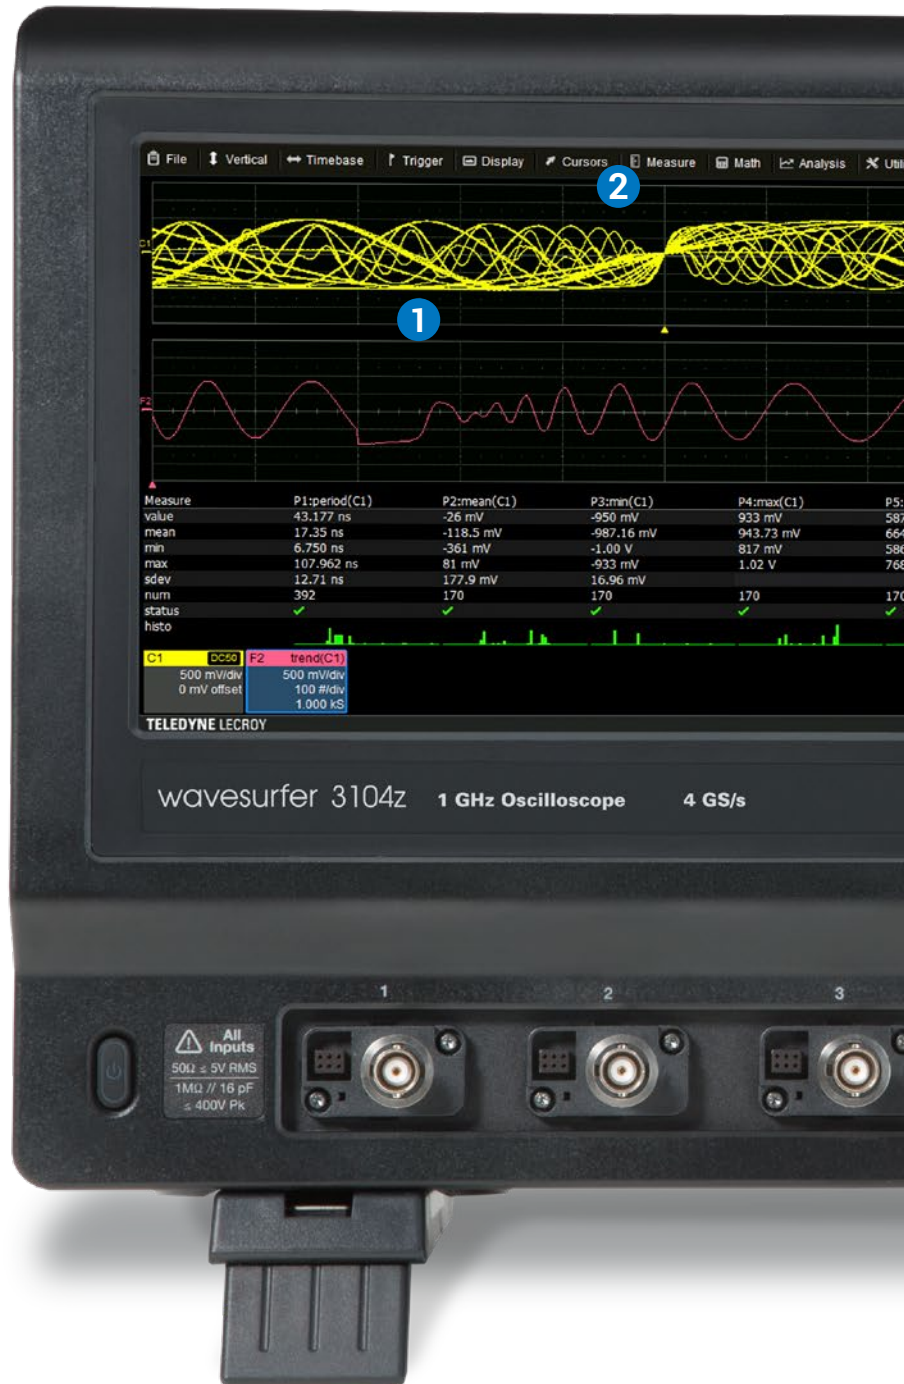 File Vertical Timebase Trigger Display Cursors Measure Math Analysis
2
C1
1
F2
Measure P1:period(C1) P2:mean(C1) P3:min(C1) P4:max(C1) P5:
value 43.177 ns -26 mV -950 mV 933 mV 587
mean 17.35 ns -118.5 mV -987.16 mV 943.73 mV 664
min 6.750 ns -361 mV -1.00 V 817 mV 586
max 107.962 ns 81 mV -933 mV 1.02 V 768
sdev 12.71 ns 177.9 mV 16.96 mV
num 392 170 170 170 170
status
histo
C1 DC50 F2 trend(C1)
500 mV/div 500 mV/div
0 mV offset 100 #/div
1.000 kS
TELEDYNE LECROY
wavesurfer 3104z 1 GHz Oscilloscope 4 GS/s
1 2 3
All
Inputs
50Ω ≤ 5V RMS
1MΩ // 16 pF
≤ 400V Pk